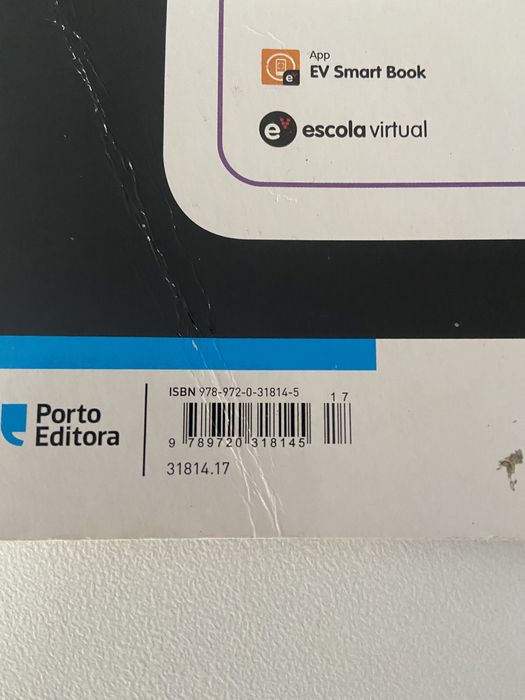 App
EV Smart Book
e
escola virtual
ISBN 978-972-0-31814-5
17
9 789720 318145
Porto
Editora
31814.17